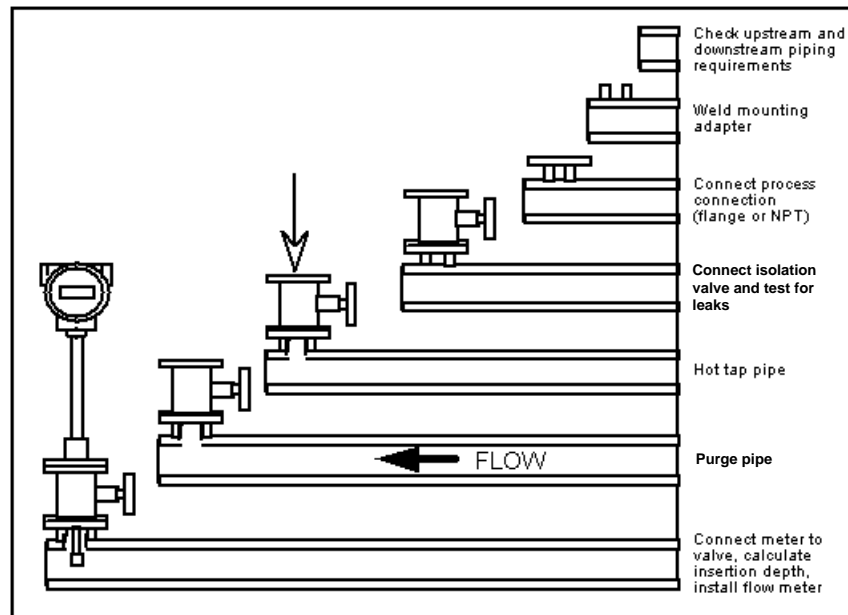 Check upstream and
downstream piping
requirements
Weld mounting
adapter
Connect process
connection
(flange or NPT)
Connect isolation
valve and test for
leaks
Hot tap pipe
FLOW
Purge pipe
Connect meter to
valve, calculate
insertion depth,
install flow meter